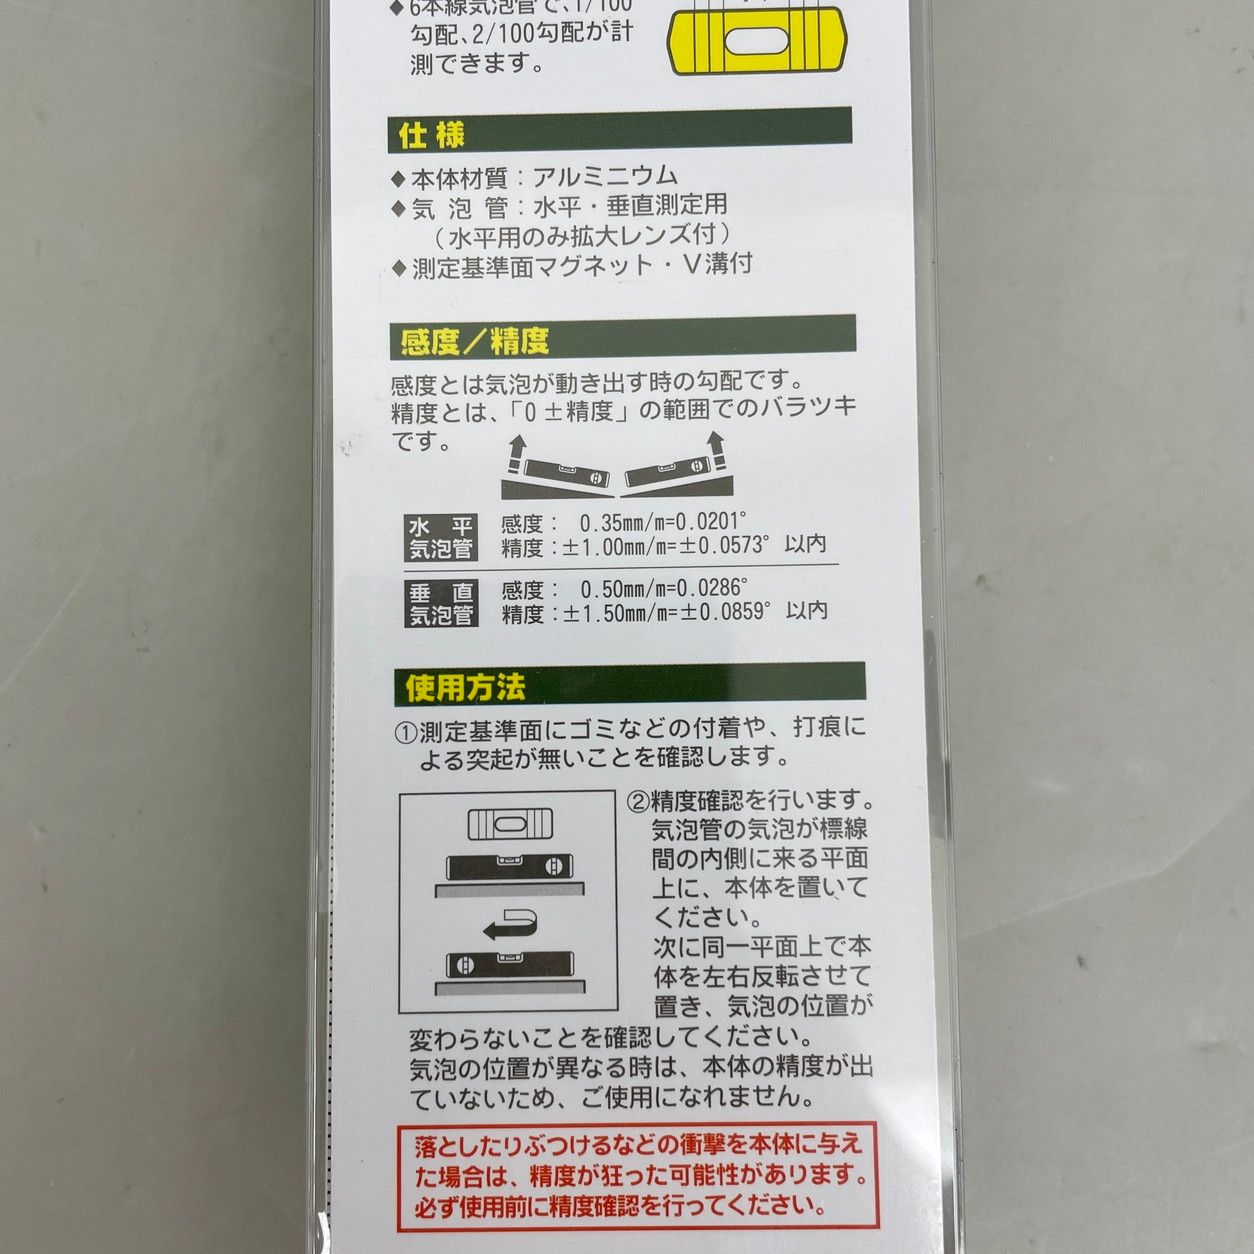 ◆6本線気泡管で、1/100
勾配、2/100勾配が計
測できます。
仕様
◆本体材質：アルミニウム
◆気泡管：水平・垂直測定用
（水平用のみ拡大レンズ付）
◆測定基準面マグネット・V溝付
感度／精度
感度とは気泡が動き出す時の勾配です。
精度とは、「0±精度」の範囲でのバラツキ
です。
水平
気泡管
感度： 0.35mm/m=0.0201°
精度：±1.00mm/m=±0.0573° 以内
垂直
気泡管
感度： 0.50mm/m=0.0286°
精度：±1.50mm/m=±0.0859° 以内
使用方法
①測定基準面にゴミなどの付着や、打痕に
よる突起が無いことを確認します。
②精度確認を行います。
気泡管の気泡が標線
間の内側に来る平面
上に、本体を置いて
ください。
次に同一平面上で本
体を左右反転させて
置き、気泡の位置が
変わらないことを確認してください。
気泡の位置が異なる時は、本体の精度が出
ていないため、ご使用になれません。
落としたりぶつけるなどの衝撃を本体に与え
た場合は、精度が狂った可能性があります。
必ず使用前に精度確認を行ってください。